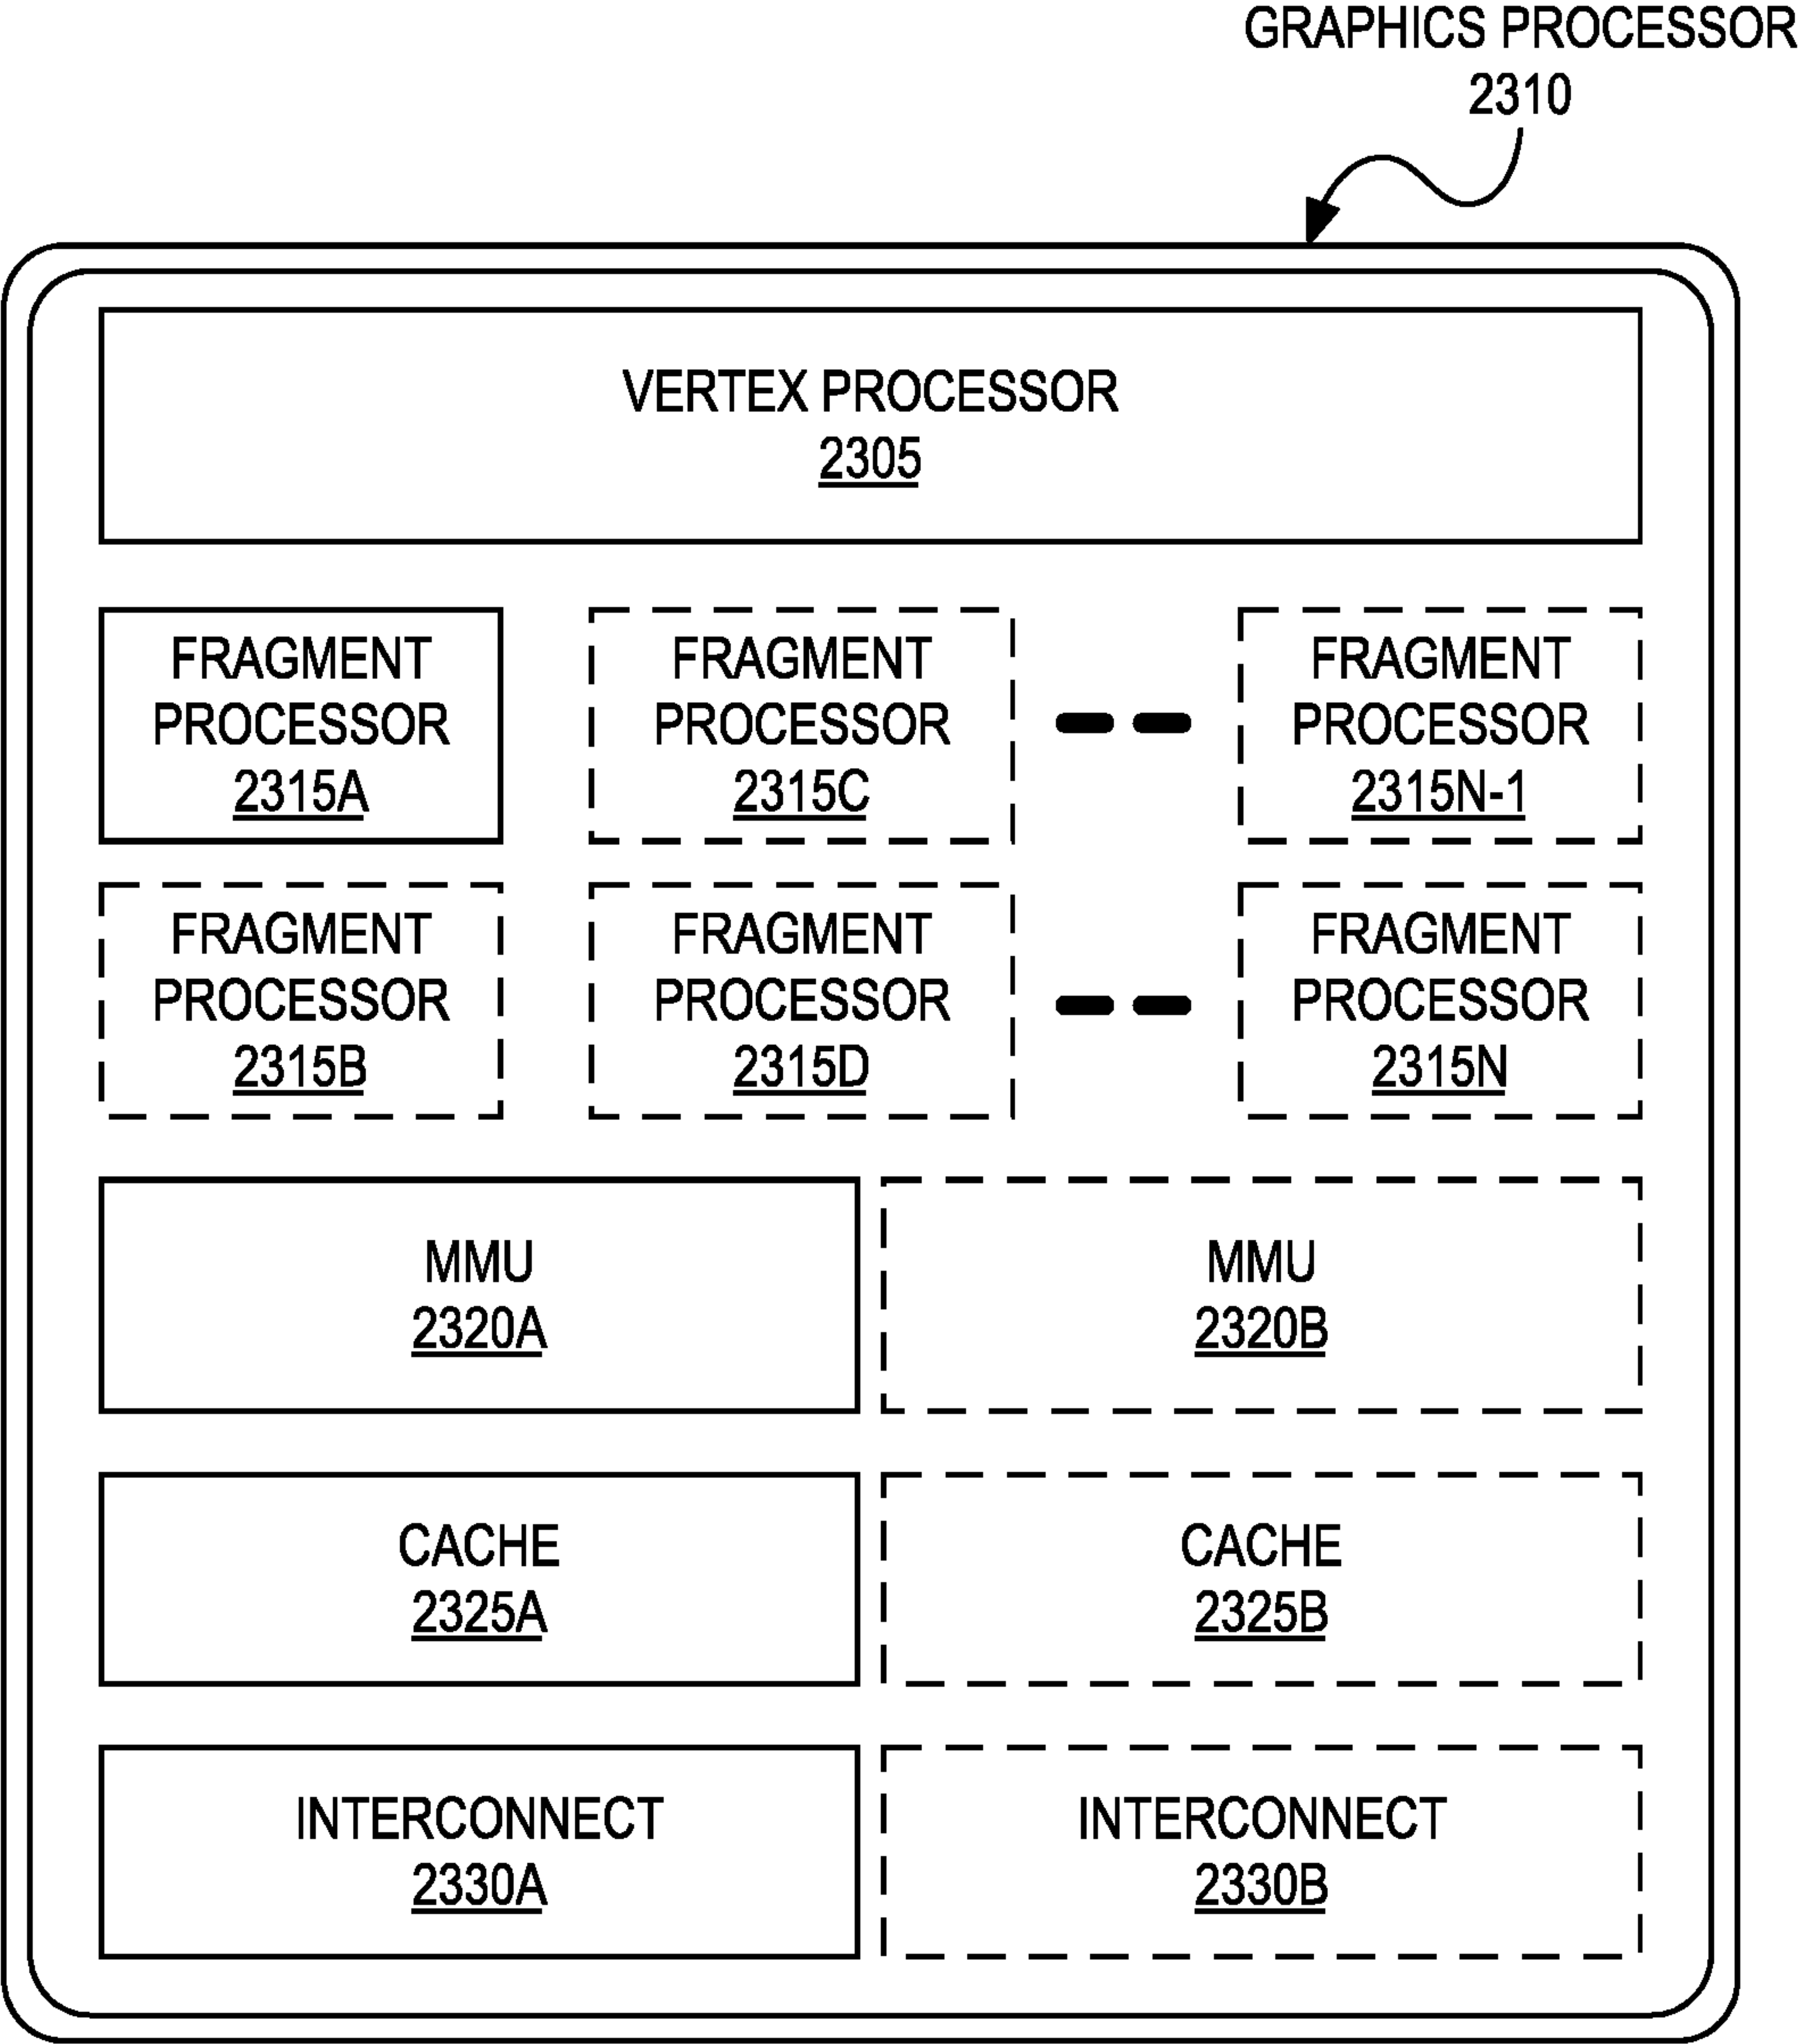 GRAPHICS PROCESSOR
2310
VERTEX PROCESSOR
2305
FRAGMENT
PROCESSOR
2315A
FRAGMENT
PROCESSOR
2315C
FRAGMENT
PROCESSOR
2315N-1
FRAGMENT
PROCESSOR
2315B
FRAGMENT
PROCESSOR
2315D
FRAGMENT
PROCESSOR
2315N
MMU
2320A
MMU
2320B
CACHE
2325A
CACHE
2325B
INTERCONNECT
2330A
INTERCONNECT
2330B